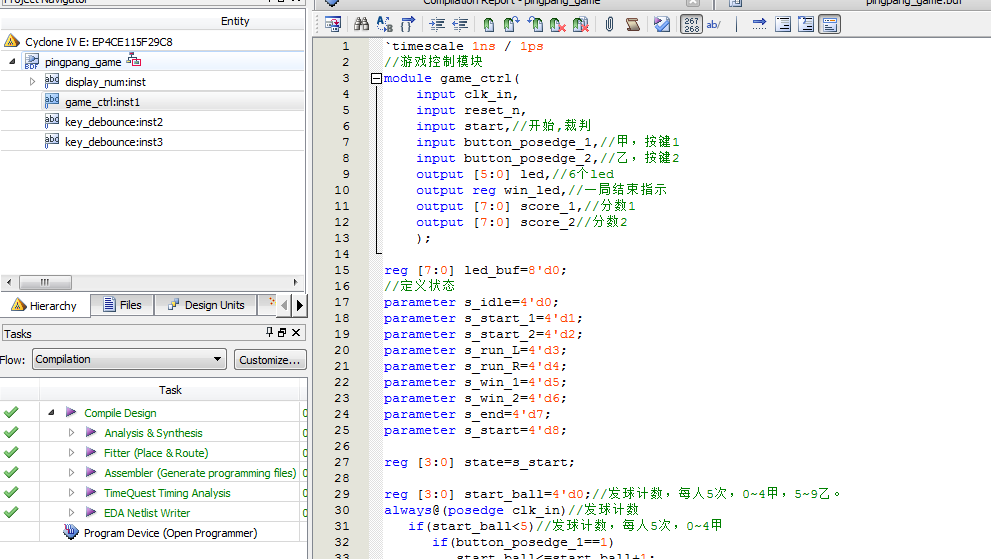 Project Navigator
Compilation Report - pingpang_game
pingpang_game.bdf
Entity
Cyclone IV E: EP4CE115F29C8
pingpang_game
display_num:inst
game_ctrl:inst1
key_debounce:inst2
key_debounce:inst3
Hierarchy
Files
Design Units
Tasks
Flow:
Compilation
Customize...
Task
Compile Design
Analysis & Synthesis
Fitter (Place & Route)
Assembler (Generate programming files)
TimeQuest Timing Analysis
EDA Netlist Writer
Program Device (Open Programmer)
267
268
ab/
1 `timescale 1ns / 1ps
2 //游戏控制模块
3 module game_ctrl(
4 input clk_in,
5 input reset_n,
6 input start,//开始,裁判
7 input button_posedge_1,//甲，按键1
8 input button_posedge_2,//乙，按键2
9 output [5:0] led,//6个led
10 output reg win_led,//一局结束指示
11 output [7:0] score_1,//分数1
12 output [7:0] score_2//分数2
13 );
14
15 reg [7:0] led_buf=8'd0;
16 //定义状态
17 parameter s_idle=4'd0;
18 parameter s_start_1=4'd1;
19 parameter s_start_2=4'd2;
20 parameter s_run_L=4'd3;
21 parameter s_run_R=4'd4;
22 parameter s_win_1=4'd5;
23 parameter s_win_2=4'd6;
24 parameter s_end=4'd7;
25 parameter s_start=4'd8;
26
27 reg [3:0] state=s_start;
28
29 reg [3:0] start_ball=4'd0;//发球计数，每人5次，0~4甲，5~9乙。
30 always@(posedge clk_in)//发球计数
31 if(start_ball<5)//发球计数，每人5次，0~4甲
32 if(button_posedge_1==1)
33 start_ball<=start_ball+1;